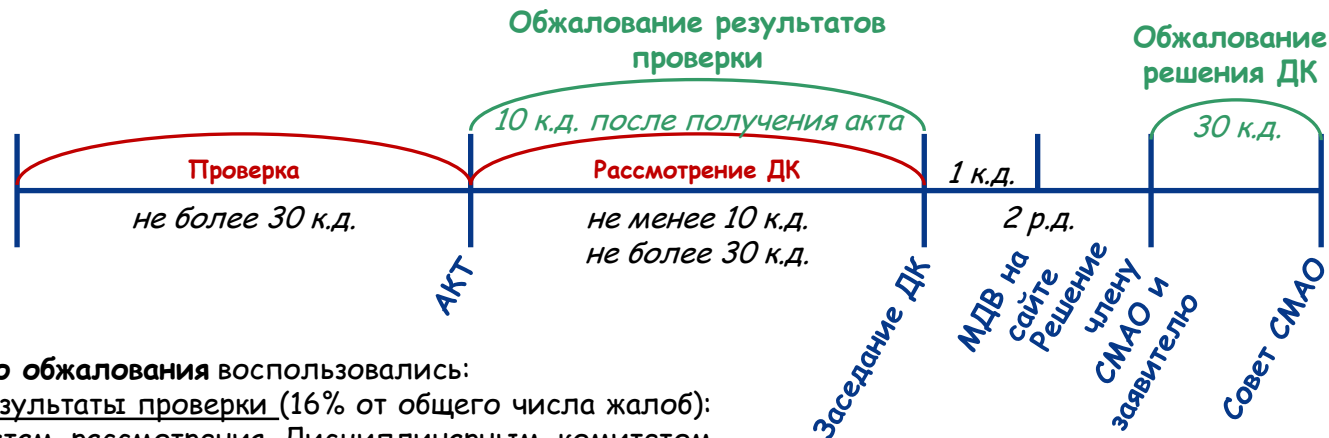 Обжалование результатов
проверки
Обжалование
решения ДК
10 к.д. после получения акта
30 к.д.
Проверка
Рассмотрение ДК
1 к.д.
не более 30 к.д.
не менее 10 к.д.
не более 30 к.д.
2 р.д.
АКТ
Заседание ДК
МДВ на
сайте
Решение
члену
СМАО и
заявителю
Совет СМАО
о обжалования воспользовались:
зультаты проверки (16% от общего числа жалоб):